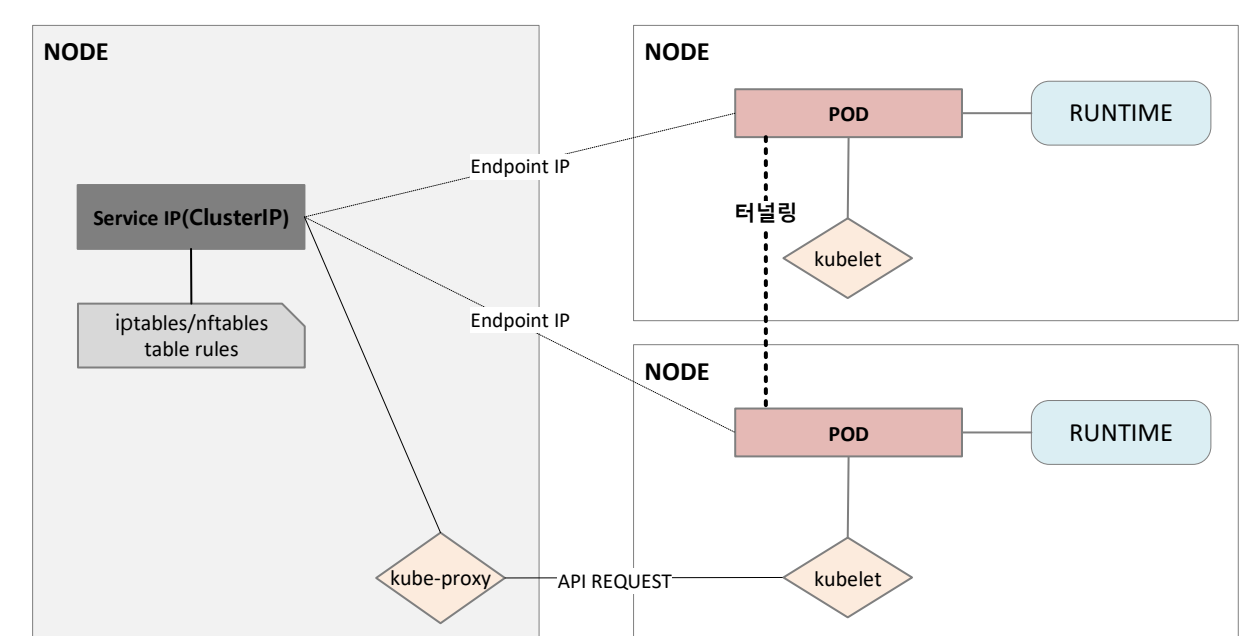 NODE
Service IP(ClusterIP)
iptables/nftables
table rules
kube-proxy
Endpoint IP
Endpoint IP
API REQUEST
NODE
POD
RUNTIME
터널링
kubelet
NODE
POD
RUNTIME
kubelet